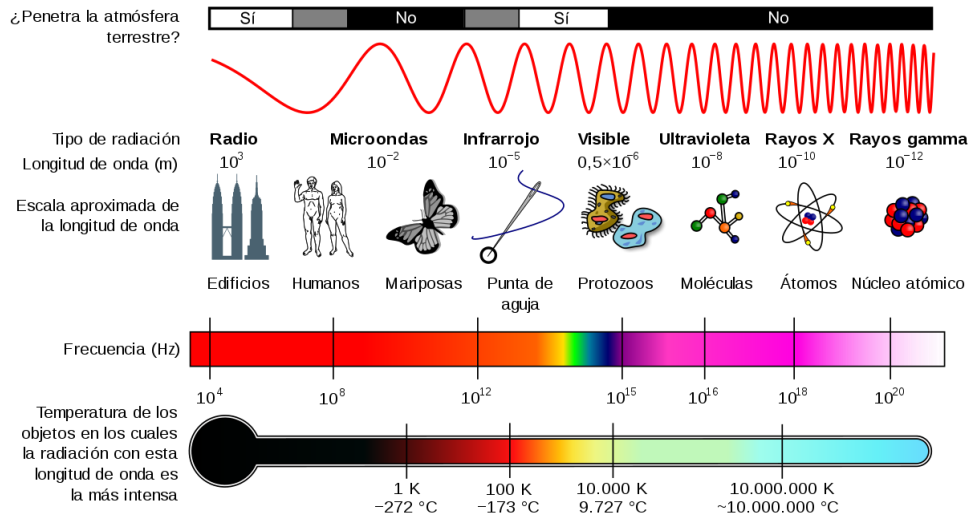 ¿Penetra la atmósfera
terrestre?
Sí No Sí No
Tipo de radiación
Radio Microondas Infrarrojo Visible Ultravioleta Rayos X Rayos gamma
Longitud de onda (m)
10³ 10⁻² 10⁻⁵ 0,5×10⁻⁶ 10⁻⁸ 10⁻¹⁰ 10⁻¹²
Escala aproximada de
la longitud de onda
Edificios Humanos Mariposas Punta de
aguja
Protozoos Moléculas Átomos Núcleo atómico
Frecuencia (Hz)
10⁴ 10⁸ 10¹² 10¹⁵ 10¹⁶ 10¹⁸ 10²⁰
Temperatura de los
objetos en los cuales
la radiación con esta
longitud de onda es
la más intensa
1 K 100 K 10.000 K 10.000.000 K
−272 °C −173 °C 9.727 °C ~10.000.000 °C